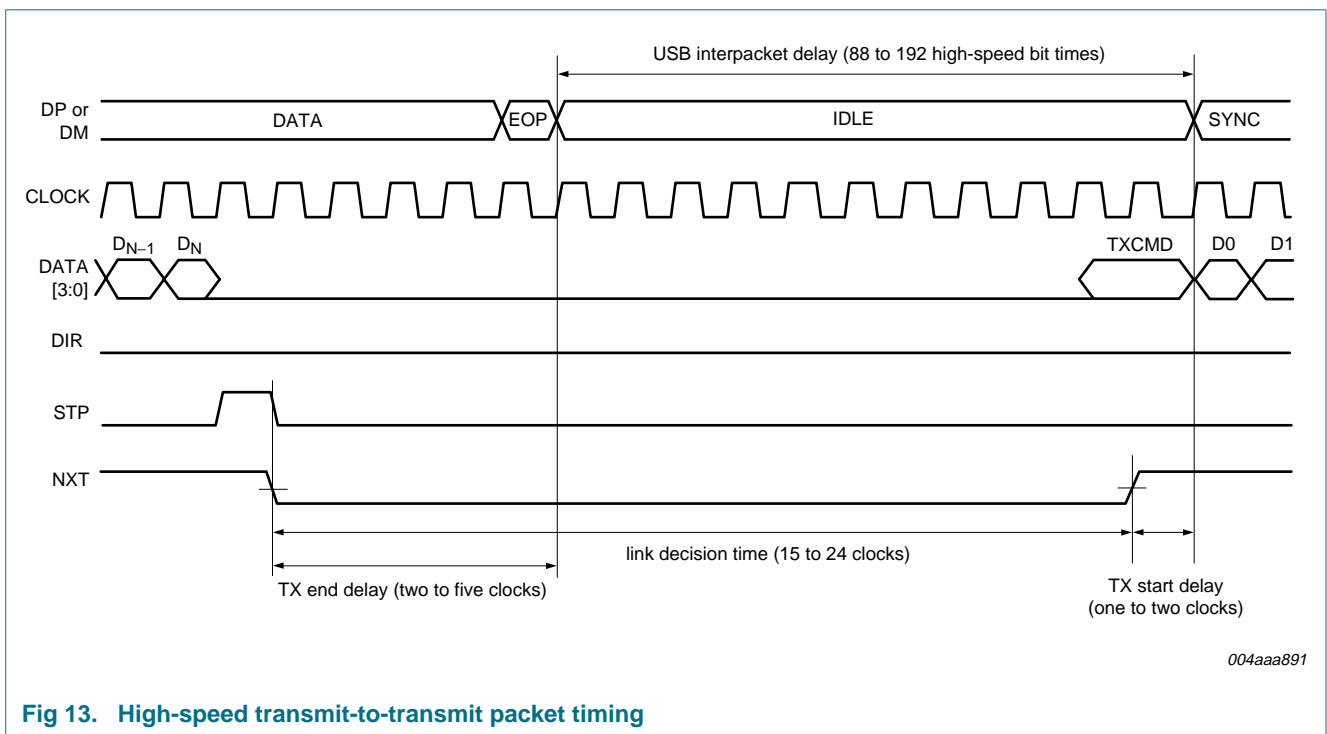 USB interpacket delay (88 to 192 high-speed bit times)
DP or
DM
DATA
EOP
IDLE
SYNC
CLOCK
DN−1
DN
TXCMD
D0
D1
DATA
[3:0]
DIR
STP
NXT
link decision time (15 to 24 clocks)
TX end delay (two to five clocks)
TX start delay
(one to two clocks)
004aaa891
Fig 13. High-speed transmit-to-transmit packet timing